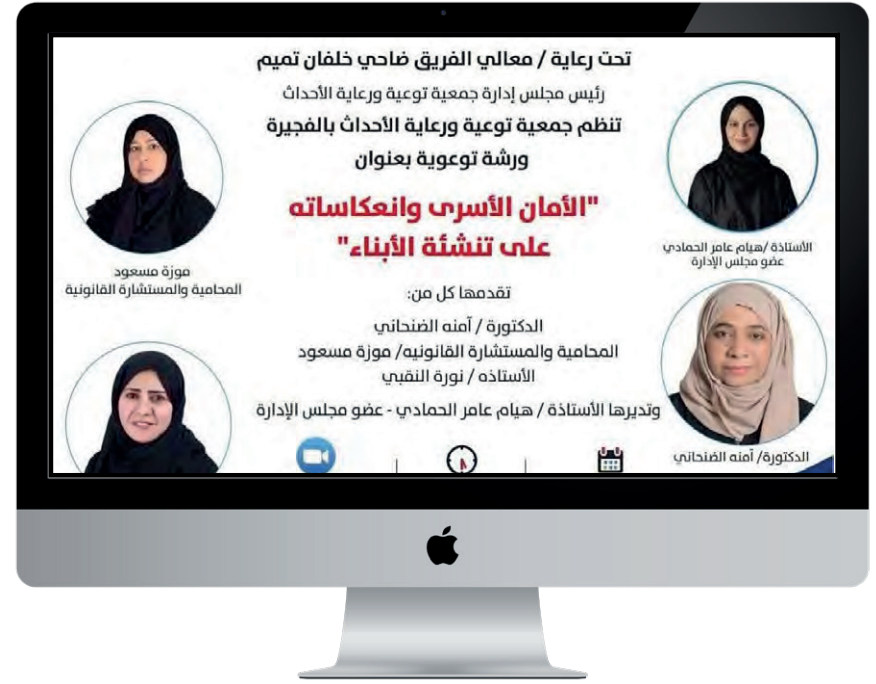 تحت رعاية / معالي الفريق ضاحي خلفان تميم
رئيس مجلس إدارة جمعية توعية ورعاية الأحداث
تنظم جمعية توعية ورعاية الأحداث بالفجيرة
ورشة توعوية بعنوان
"الأمان الأسرى وانعكاساته
على تنشئة الأبناء"
تقدمها كل من:
الدكتورة / آمنه الضنحاني
المحامية والمستشارة القانونيه/ موزة مسعود
الأستاذه / نورة النقبي
وتديرها الأستاذة / هيام عامر الحمادي - عضو مجلس الإدارة
الأستاذة /هيام عامر الحمادي
عضو مجلس الإدارة
موزة مسعود
المحامية والمستشارة القانونية
الدكتورة/ آمنه الضنحاني